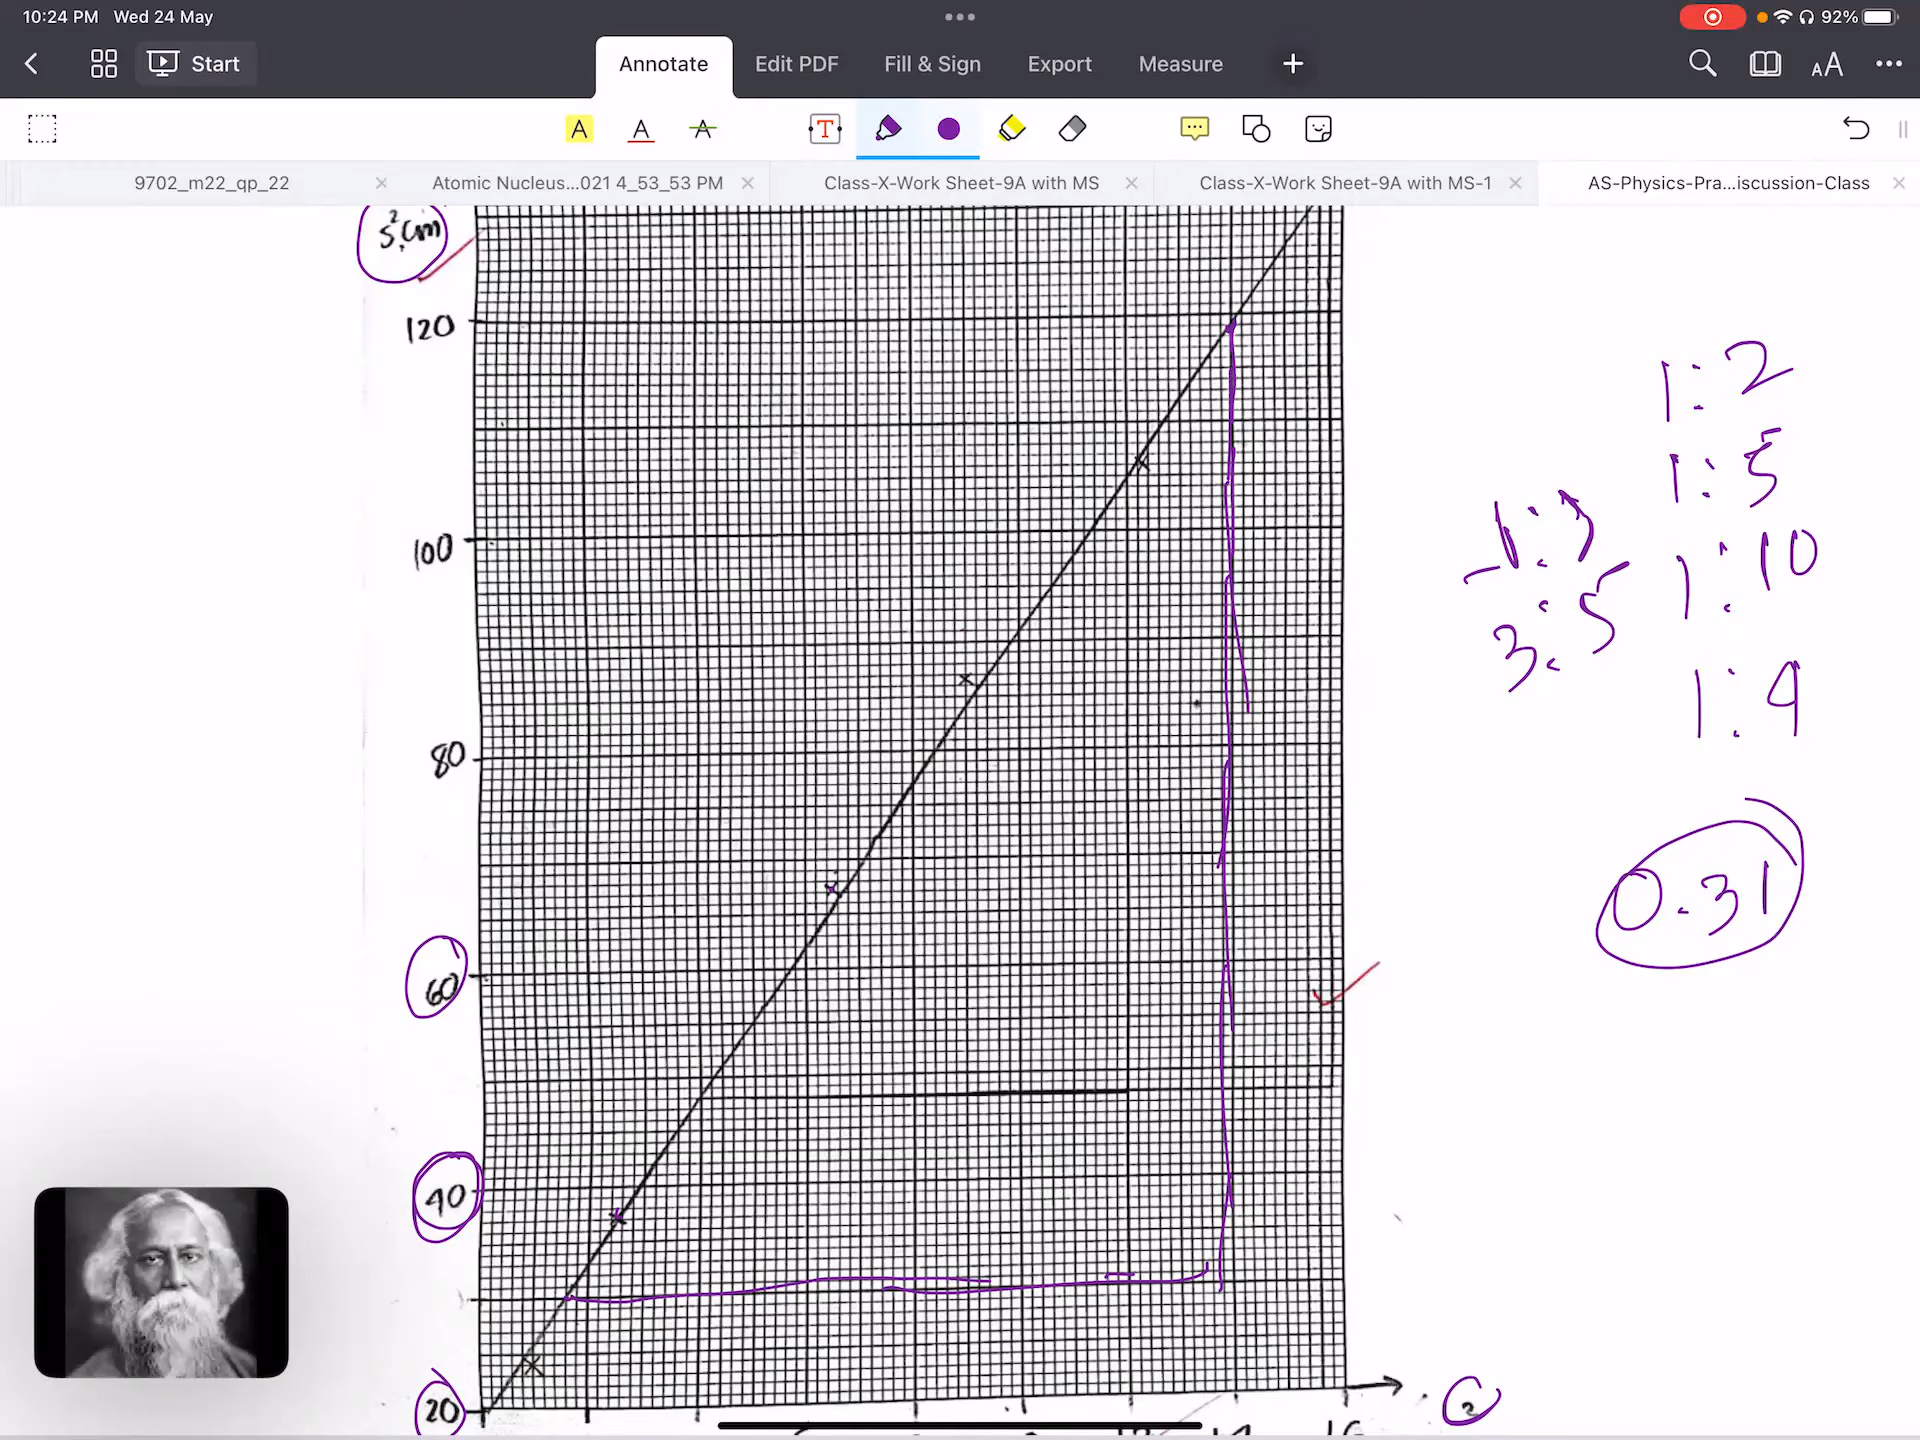 10:24 PM Wed 24 May
92%
Start
Annotate
Edit PDF
Fill & Sign
Export
Measure
9702_m22_qp_22
Atomic Nucleus...021 4_53_53 PM
Class-X-Work Sheet-9A with MS
Class-X-Work Sheet-9A with MS-1
AS-Physics-Pra...iscussion-Class
120
100
80
60
40
20
1:2
1:5
1:10
3:5
1:4
0.31